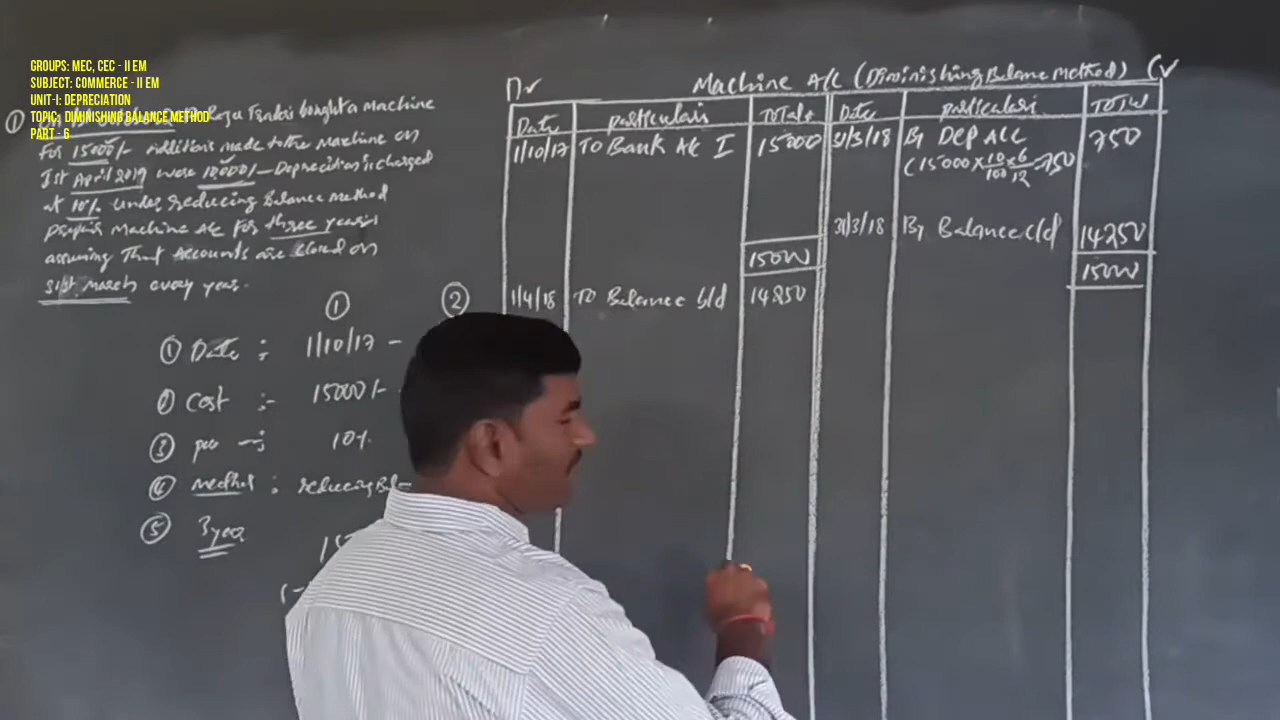 GROUPS: MEC, CEC - II EM
SUBJECT: COMMERCE - II EM
UNIT-I: DEPRECIATION
TOPIC: DIMINISHING BALANCE METHOD
PART - 6
① Raju Traders bought a machine
For 15000/- additions made to the machine on
1st April 2019 were 10000/- Depreciation is charged
at 10% under reducing balance method
prepare machine A/c for three years
assuming that accounts are closed on
31st march every year.
① ②
① Date : 1/10/17 -
② cost :- 15000/-
③ per -: 10%
④ method : reducing Bal
⑤ 3 year
Dr Machine A/C (Diminishing Balance Method) Cr
Date particulars Total Date particulars Total
1/10/17 To Bank A/c I 15000 31/3/18 By DEP A/C 750
(15000 × 10/100 × 6/12 = 750
31/3/18 By Balance c/d 14250
15000 15000
1/4/18 To Balance b/d 14250